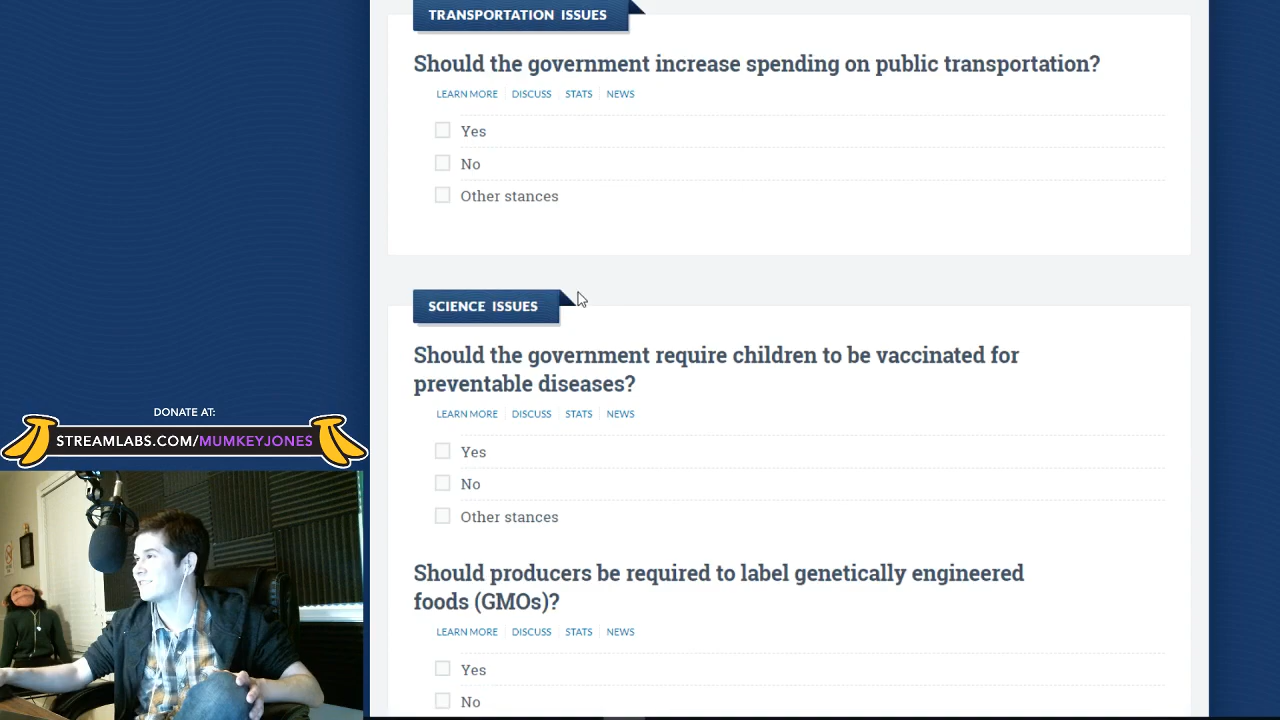 TRANSPORTATION ISSUES
Should the government increase spending on public transportation?
LEARN MORE DISCUSS STATS NEWS
Yes
No
Other stances
SCIENCE ISSUES
Should the government require children to be vaccinated for
preventable diseases?
LEARN MORE DISCUSS STATS NEWS
Yes
No
Other stances
Should producers be required to label genetically engineered
foods (GMOs)?
LEARN MORE DISCUSS STATS NEWS
Yes
No
DONATE AT:
STREAMLABS.COM/MUMKEYJONES